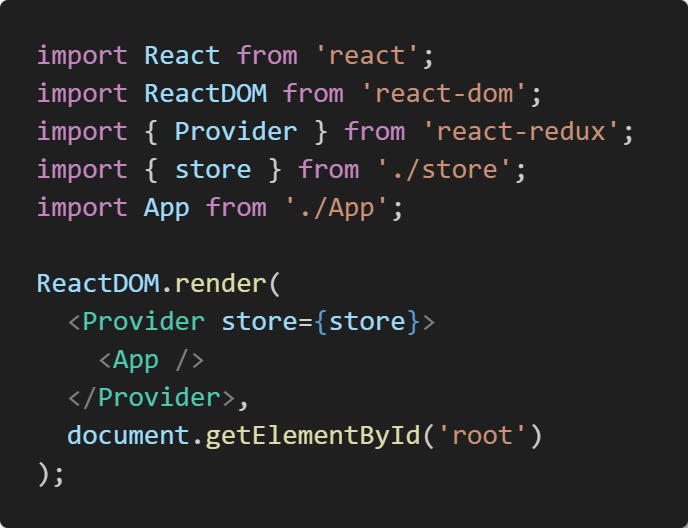 import React from 'react';
import ReactDOM from 'react-dom';
import { Provider } from 'react-redux';
import { store } from './store';
import App from './App';

ReactDOM.render(
  <Provider store={store}>
    <App />
  </Provider>,
  document.getElementById('root')
);